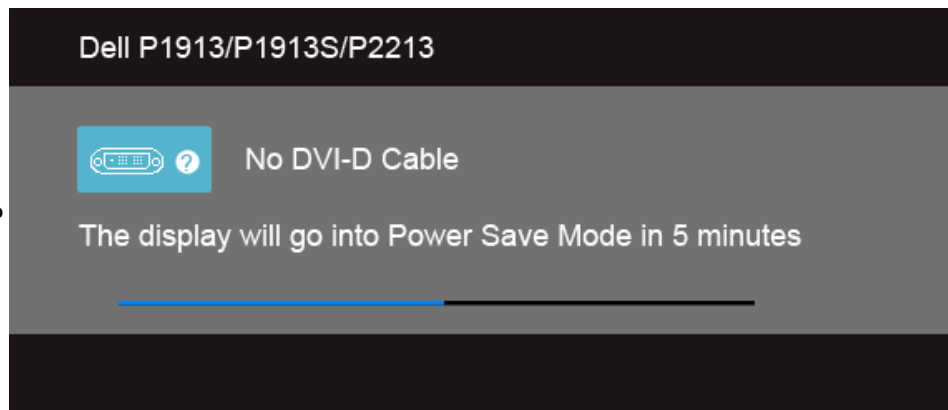 Dell P1913/P1913S/P2213
No DVI-D Cable
The display will go into Power Save Mode in 5 minutes